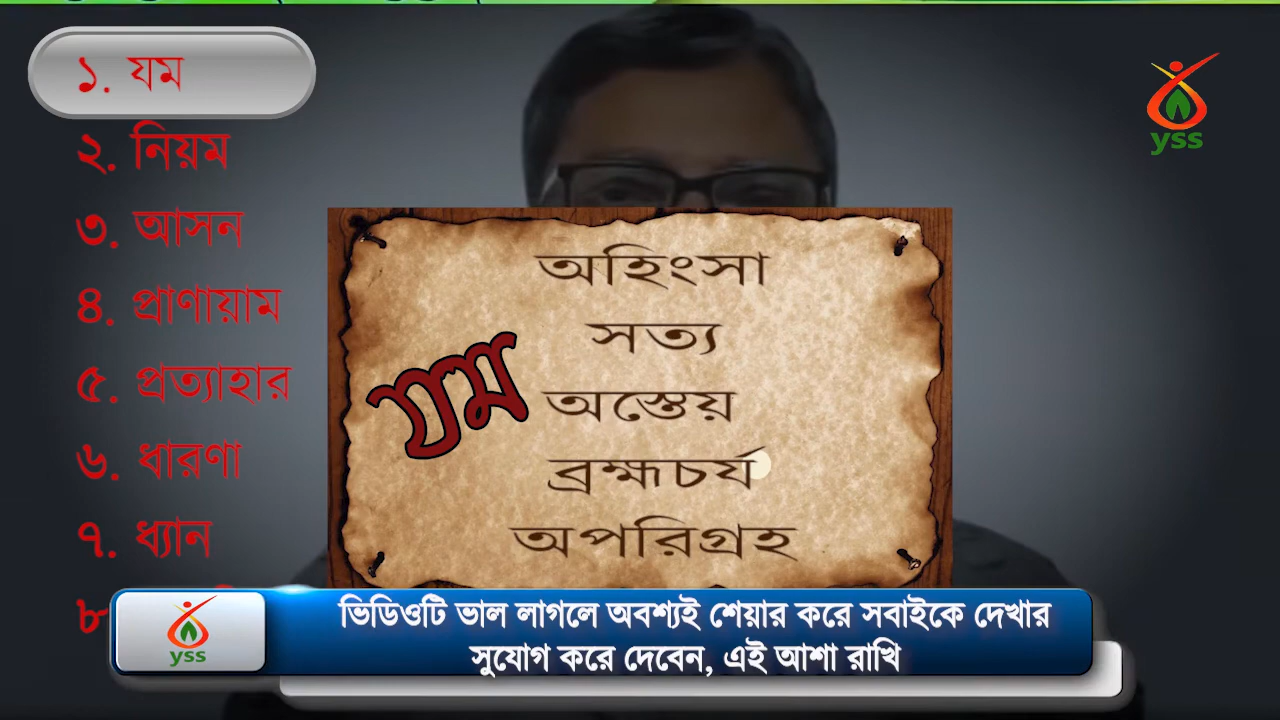 ১. যম
২. নিয়ম
৩. আসন
৪. প্রাণায়াম
৫. প্রত্যাহার
৬. ধারণা
৭. ধ্যান
৮
yss
যম
অহিংসা
সত্য
অস্তেয়
ব্রহ্মচর্য
অপরিগ্রহ
yss
ভিডিওটি ভাল লাগলে অবশ্যই শেয়ার করে সবাইকে দেখার
সুযোগ করে দেবেন, এই আশা রাখি